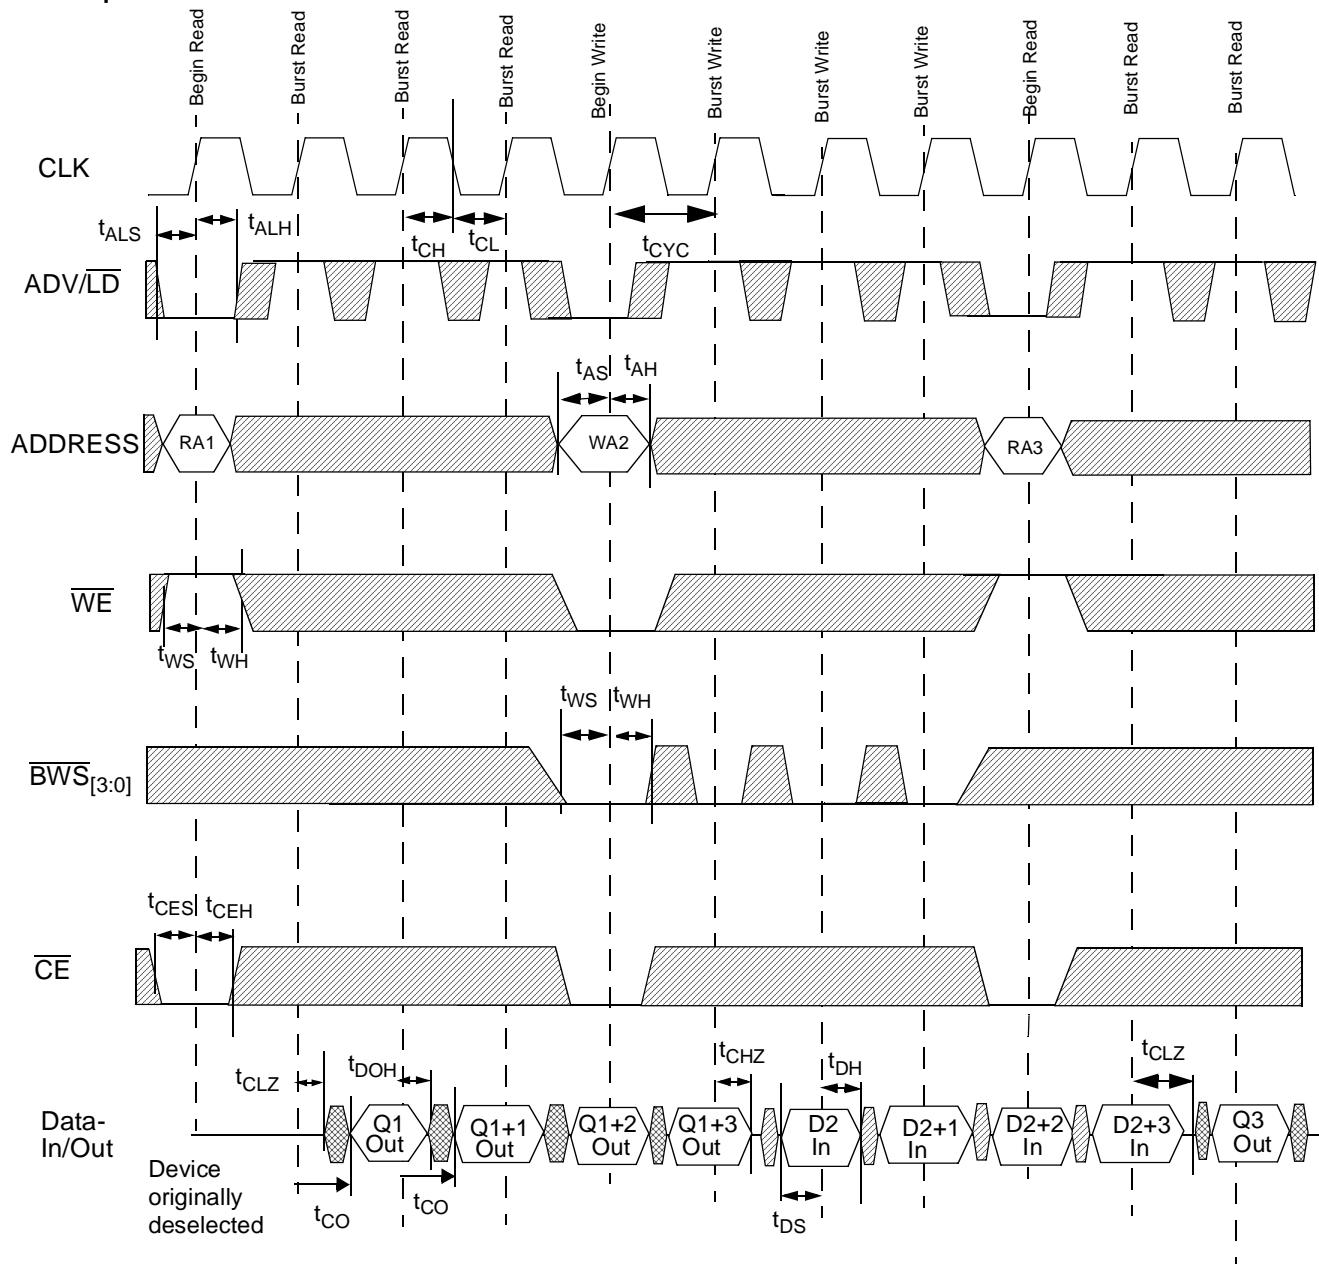 Begin Read
Burst Read
Burst Read
Burst Read
Begin Write
Burst Write
Burst Write
Burst Write
Begin Read
Burst Read
Burst Read
CLK
tALS
tALH
tCH
tCL
tCYC
ADV/LD
tAS
tAH
ADDRESS
RA1
WA2
RA3
WE
tWS
tWH
tWS
tWH
BWS[3:0]
tCES
tCEH
CE
tCLZ
tDOH
tCHZ
tDH
tCLZ
Data-
In/Out
Q1
Out
Q1+1
Out
Q1+2
Out
Q1+3
Out
D2
In
D2+1
In
D2+2
In
D2+3
In
Q3
Out
Device
originally
deselected
tCO
tCO
tDS